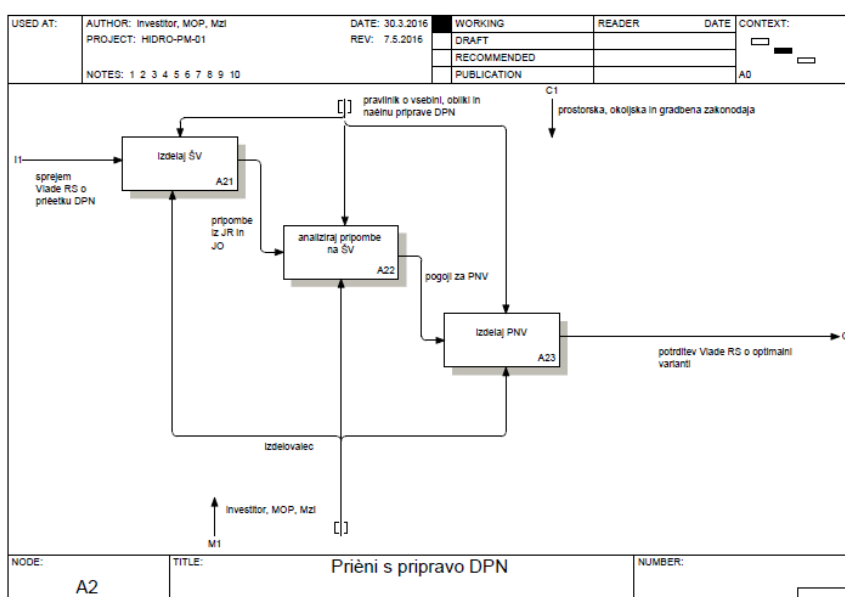 USED AT:
AUTHOR: Investitor, MOP, MzI
DATE: 30.3.2016
WORKING
READER
DATE
CONTEXT:
PROJECT: HIDRO-PM-01
REV: 7.5.2016
DRAFT
RECOMMENDED
NOTES: 1 2 3 4 5 6 7 8 9 10
PUBLICATION
A0
C1
pravilnik o vsebini, obliki in
naèinu priprave DPN
prostorska, okoljska in gradbena zakonodaja
I1
Izdelaj ŠV
A21
sprejem
Vlade RS o
prièetku DPN
pripombe
iz JR in
JO
analiziraj pripombe
na ŠV
A22
pogoji za PNV
Izdelaj PNV
A23
potrditev Vlade RS o optimalni
varianti
Izdelovalec
Investitor, MOP, MzI
M1
NODE:
TITLE:
Prièni s pripravo DPN
NUMBER:
A2